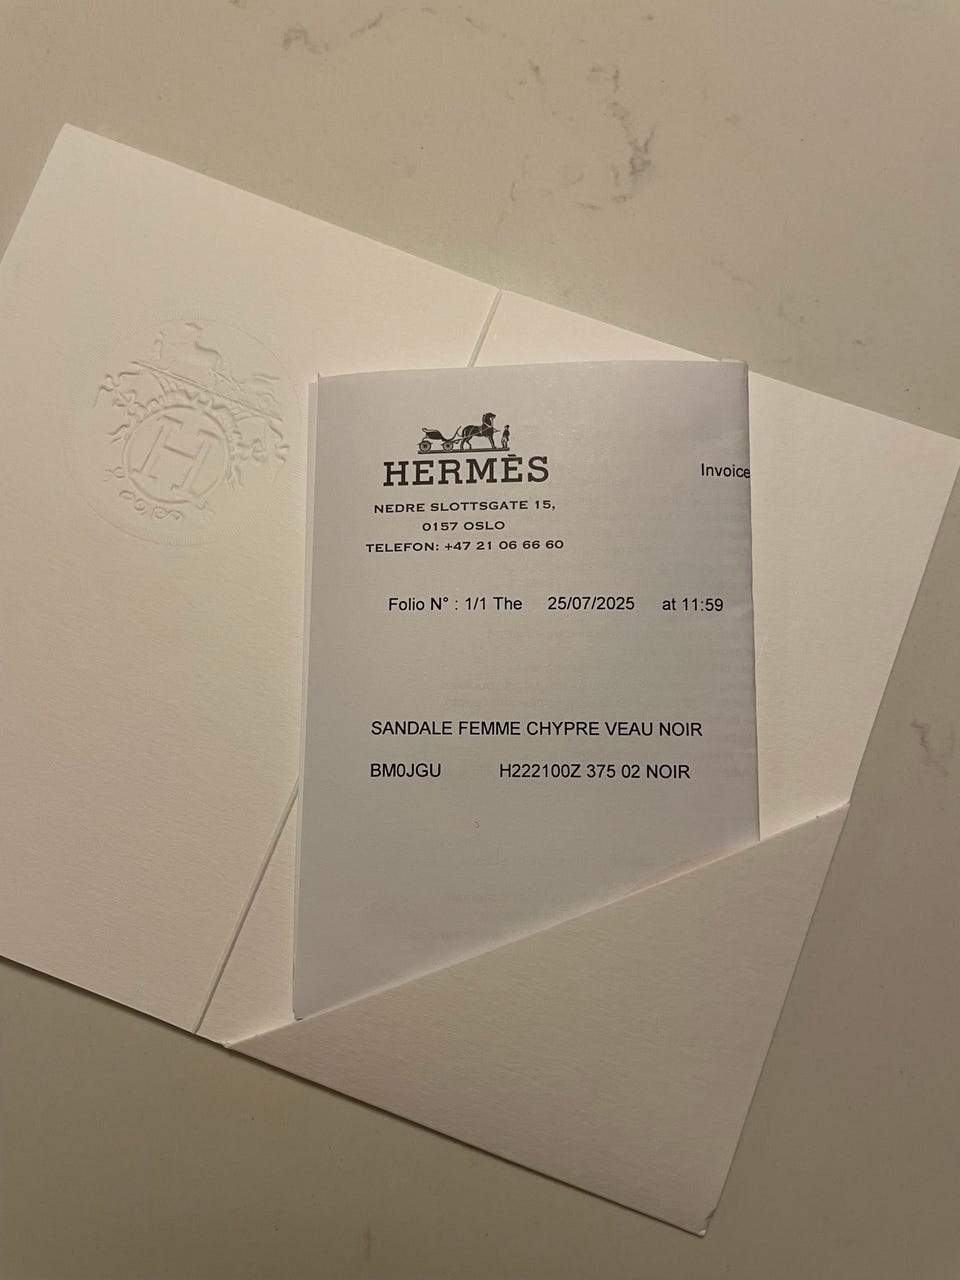 H
HERMÈS
NEDRE SLOTTSGATE 15,
0157 OSLO
TELEFON: +47 21 06 66 60
Invoice
Folio N° : 1/1 The 25/07/2025 at 11:59
SANDALE FEMME CHYPRE VEAU NOIR
BM0JGU H222100Z 375 02 NOIR